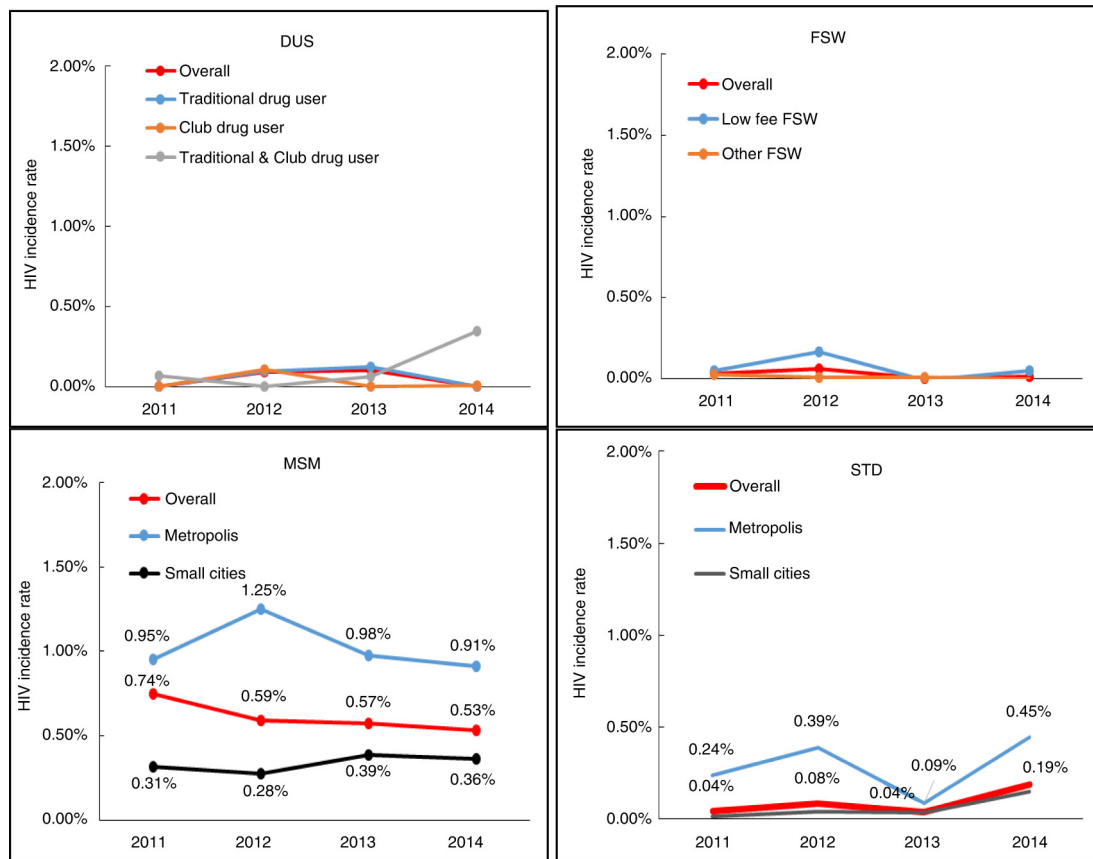 DUS
2.00%
1.50%
1.00%
0.50%
0.00%
HIV incidence rate
Overall
Traditional drug user
Club drug user
Traditional & Club drug user
2011 2012 2013 2014
FSW
2.00%
1.50%
1.00%
0.50%
0.00%
HIV incidence rate
Overall
Low fee FSW
Other FSW
2011 2012 2013 2014
MSM
2.00%
1.50%
1.00%
0.50%
0.00%
HIV incidence rate
Overall
Metropolis
Small cities
0.95% 1.25% 0.98% 0.91%
0.74% 0.59% 0.57% 0.53%
0.31% 0.28% 0.39% 0.36%
2011 2012 2013 2014
STD
2.00%
1.50%
1.00%
0.50%
0.00%
HIV incidence rate
Overall
Metropolis
Small cities
0.24% 0.39% 0.09% 0.45%
0.04% 0.08% 0.04% 0.19%
2011 2012 2013 2014